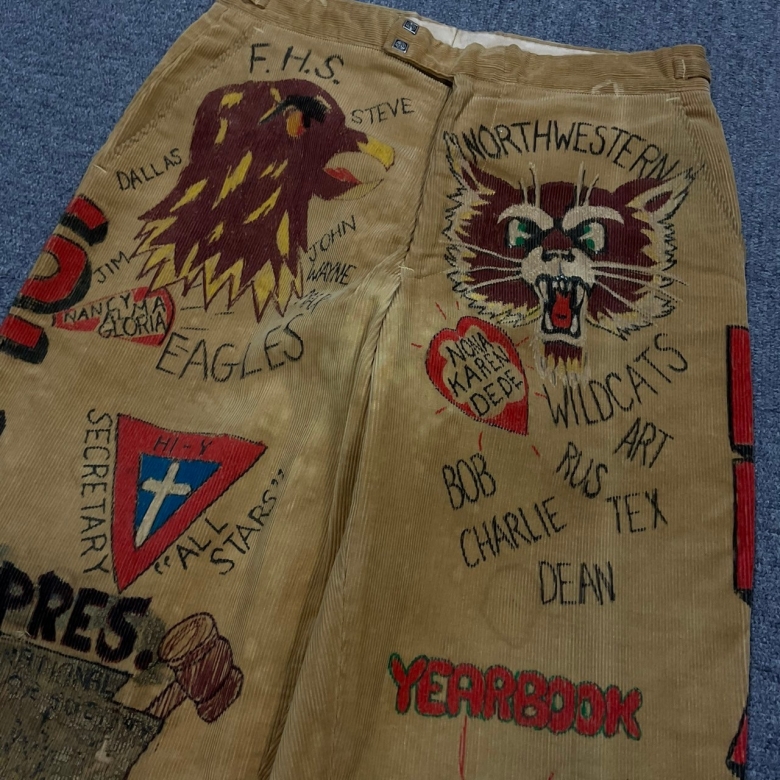 F.H.S.
STEVE
DALLAS
JIM
JOHN
WAYNE
NANCY
GLORIA
EAGLES
NORTHWESTERN
NONA
KAREN
DEDE
WILDCATS
ART
RUS
BOB
TEX
CHARLIE
DEAN
HI-Y
SECRETARY
"ALL
STARS"
PRES.
YEARBOOK